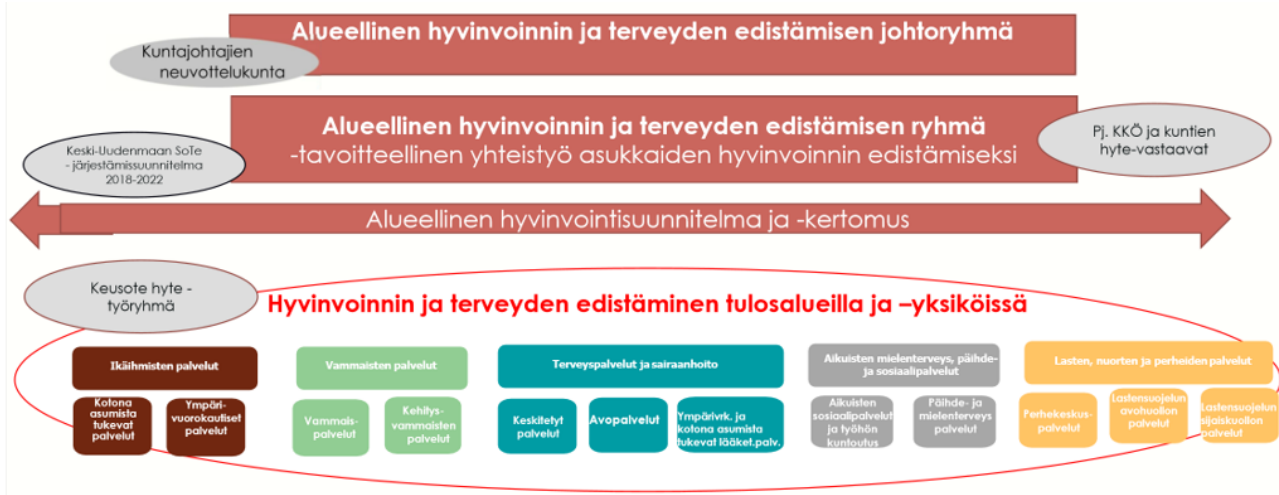 Alueellinen hyvinvoinnin ja terveyden edistämisen johtoryhmä
Kuntajohtajien
neuvottelukunta
Alueellinen hyvinvoinnin ja terveyden edistämisen ryhmä
-tavoitteellinen yhteistyö asukkaiden hyvinvoinnin edistämiseksi
Pj. KKÖ ja kuntien
hyte-vastaavat
Keski-Uudenmaan SoTe
- järjestämissuunnitelma
2018-2022
Alueellinen hyvinvointisuunnitelma ja -kertomus
Keusote hyte -
työryhmä
Hyvinvoinnin ja terveyden edistäminen tulosalueilla ja –yksiköissä
Ikäihmisten palvelut
Kotona
asumista
tukevat
palvelut
Ympäri-
vuorokautiset
palvelut
Vammaisten palvelut
Vammais-
palvelut
Kehitys-
vammaisten
palvelut
Terveyspalvelut ja sairaanhoito
Keskitetyt
palvelut
Avopalvelut
Ympärivrk. ja
kotona asumista
tukevat lääket.palv.
Aikuisten mielenterveys, päihde-
ja sosiaalipalvelut
Aikuisten
sosiaalipalvelut
ja työhön
kuntoutus
Päihde- ja
mielenterveys
palvelut
Lasten, nuorten ja perheiden palvelut
Perhekeskus-
palvelut
Lastensuojelun
avohuollon
palvelut
Lastensuojelun
sijaishuollon
palvelut